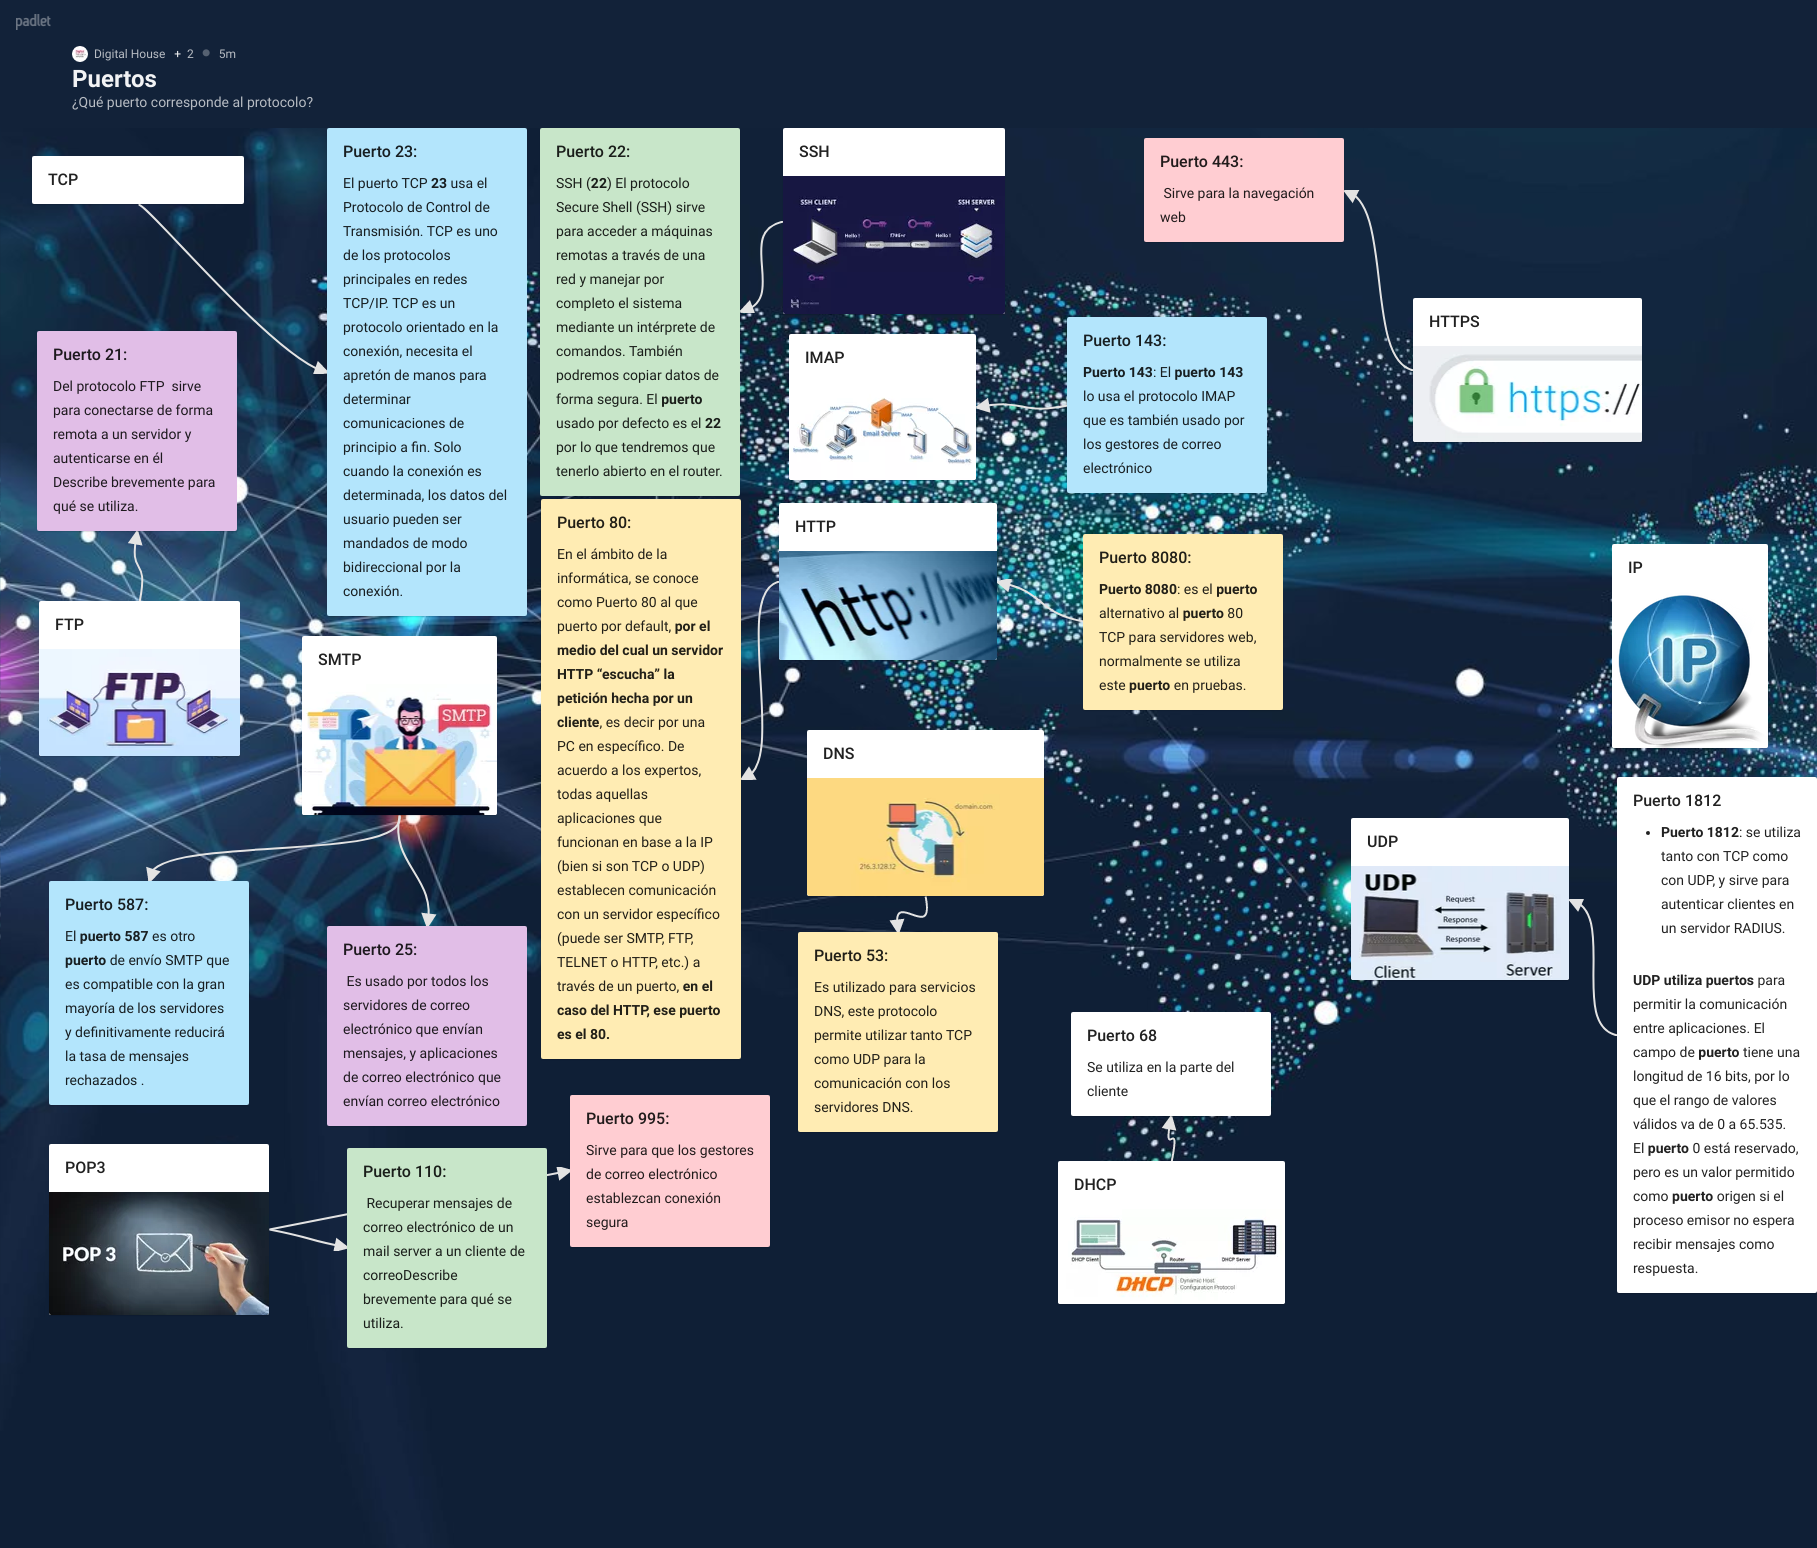 padlet
Digital House + 2 5m
Puertos
¿Qué puerto corresponde al protocolo?
TCP
Puerto 23:
El puerto TCP 23 usa el
Protocolo de Control de
Transmisión. TCP es uno
de los protocolos
principales en redes
TCP/IP. TCP es un
protocolo orientado en la
conexión, necesita el
apretón de manos para
determinar
comunicaciones de
principio a fin. Solo
cuando la conexión es
determinada, los datos del
usuario pueden ser
mandados de modo
bidireccional por la
conexión.
Puerto 22:
SSH (22) El protocolo
Secure Shell (SSH) sirve
para acceder a máquinas
remotas a través de una
red y manejar por
completo el sistema
mediante un intérprete de
comandos. También
podremos copiar datos de
forma segura. El puerto
usado por defecto es el 22
por lo que tendremos que
tenerlo abierto en el router.
SSH
SSH CLIENT
SSH SERVER
Hello !
Hello !
Puerto 443:
Sirve para la navegación
web
HTTPS
https://
Puerto 21:
Del protocolo FTP sirve
para conectarse de forma
remota a un servidor y
autenticarse en él
Describe brevemente para
qué se utiliza.
IMAP
IMAP
IMAP
IMAP
IMAP
Email Server
SmartPhone
Desktop PC
Tablet
Desktop PC
Puerto 143:
Puerto 143: El puerto 143
lo usa el protocolo IMAP
que es también usado por
los gestores de correo
electrónico
FTP
FTP
SMTP
SMTP
Puerto 80:
En el ámbito de la
informática, se conoce
como Puerto 80 al que
puerto por default, por el
medio del cual un servidor
HTTP “escucha” la
petición hecha por un
cliente, es decir por una
PC en específico. De
acuerdo a los expertos,
todas aquellas
aplicaciones que
funcionan en base a la IP
(bien si son TCP o UDP)
establecen comunicación
con un servidor específico
(puede ser SMTP, FTP,
TELNET o HTTP, etc.) a
través de un puerto, en el
caso del HTTP, ese puerto
es el 80.
HTTP
http://www
Puerto 8080:
Puerto 8080: es el puerto
alternativo al puerto 80
TCP para servidores web,
normalmente se utiliza
este puerto en pruebas.
IP
IP
DNS
domain.com
216.3.128.12
UDP
UDP
Request
Response
Response
Client
Server
Puerto 1812
• Puerto 1812: se utiliza
tanto con TCP como
con UDP, y sirve para
autenticar clientes en
un servidor RADIUS.
UDP utiliza puertos para
permitir la comunicación
entre aplicaciones. El
campo de puerto tiene una
longitud de 16 bits, por lo
que el rango de valores
válidos va de 0 a 65.535.
El puerto 0 está reservado,
pero es un valor permitido
como puerto origen si el
proceso emisor no espera
recibir mensajes como
respuesta.
Puerto 587:
El puerto 587 es otro
puerto de envío SMTP que
es compatible con la gran
mayoría de los servidores
y definitivamente reducirá
la tasa de mensajes
rechazados .
Puerto 25:
Es usado por todos los
servidores de correo
electrónico que envían
mensajes, y aplicaciones
de correo electrónico que
envían correo electrónico
Puerto 53:
Es utilizado para servicios
DNS, este protocolo
permite utilizar tanto TCP
como UDP para la
comunicación con los
servidores DNS.
Puerto 68
Se utiliza en la parte del
cliente
POP3
POP 3
Puerto 110:
Recuperar mensajes de
correo electrónico de un
mail server a un cliente de
correoDescribe
brevemente para qué se
utiliza.
Puerto 995:
Sirve para que los gestores
de correo electrónico
establezcan conexión
segura
DHCP
DHCP Client
Router
DHCP Server
DHCP
Dynamic Host
Configuration Protocol